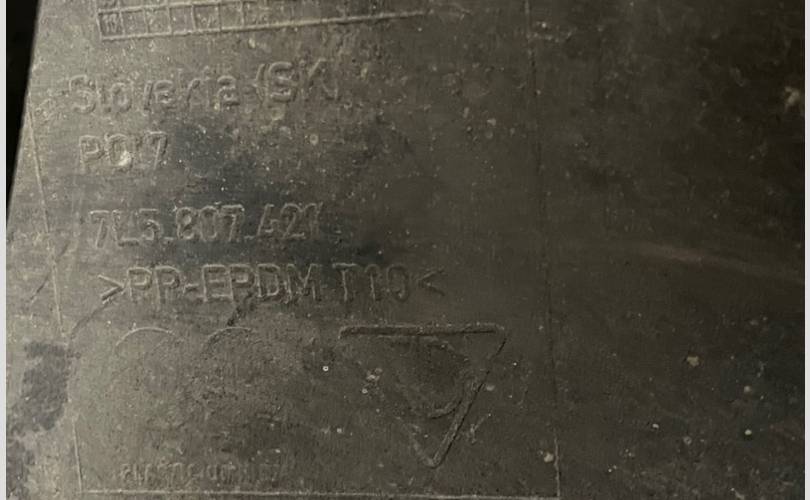 Slovakia (SK)
PO17
7L5.807.421
>PP-EPDM T10<